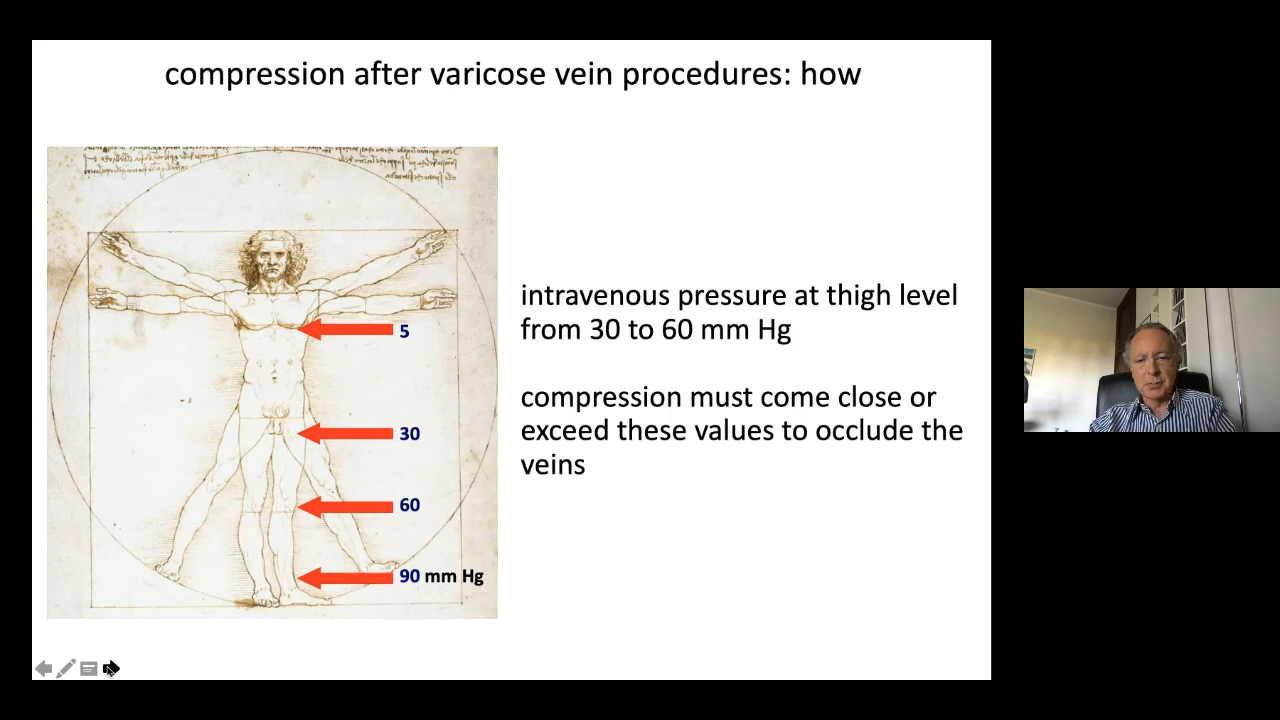 compression after varicose vein procedures: how
5
30
60
90 mm Hg
intravenous pressure at thigh level
from 30 to 60 mm Hg
compression must come close or
exceed these values to occlude the
veins